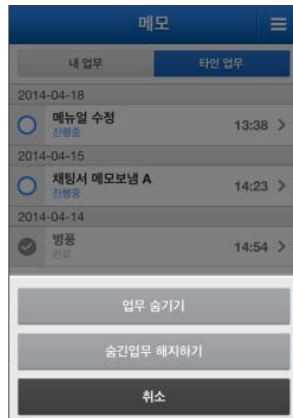 메모
내 업무
타인 업무
2014-04-18
메뉴얼 수정
진행중
13:38
2014-04-15
채팅서 메모보냄 A
진행중
14:23
2014-04-14
병풍
완료
14:54
업무 숨기기
숨긴업무 해지하기
취소